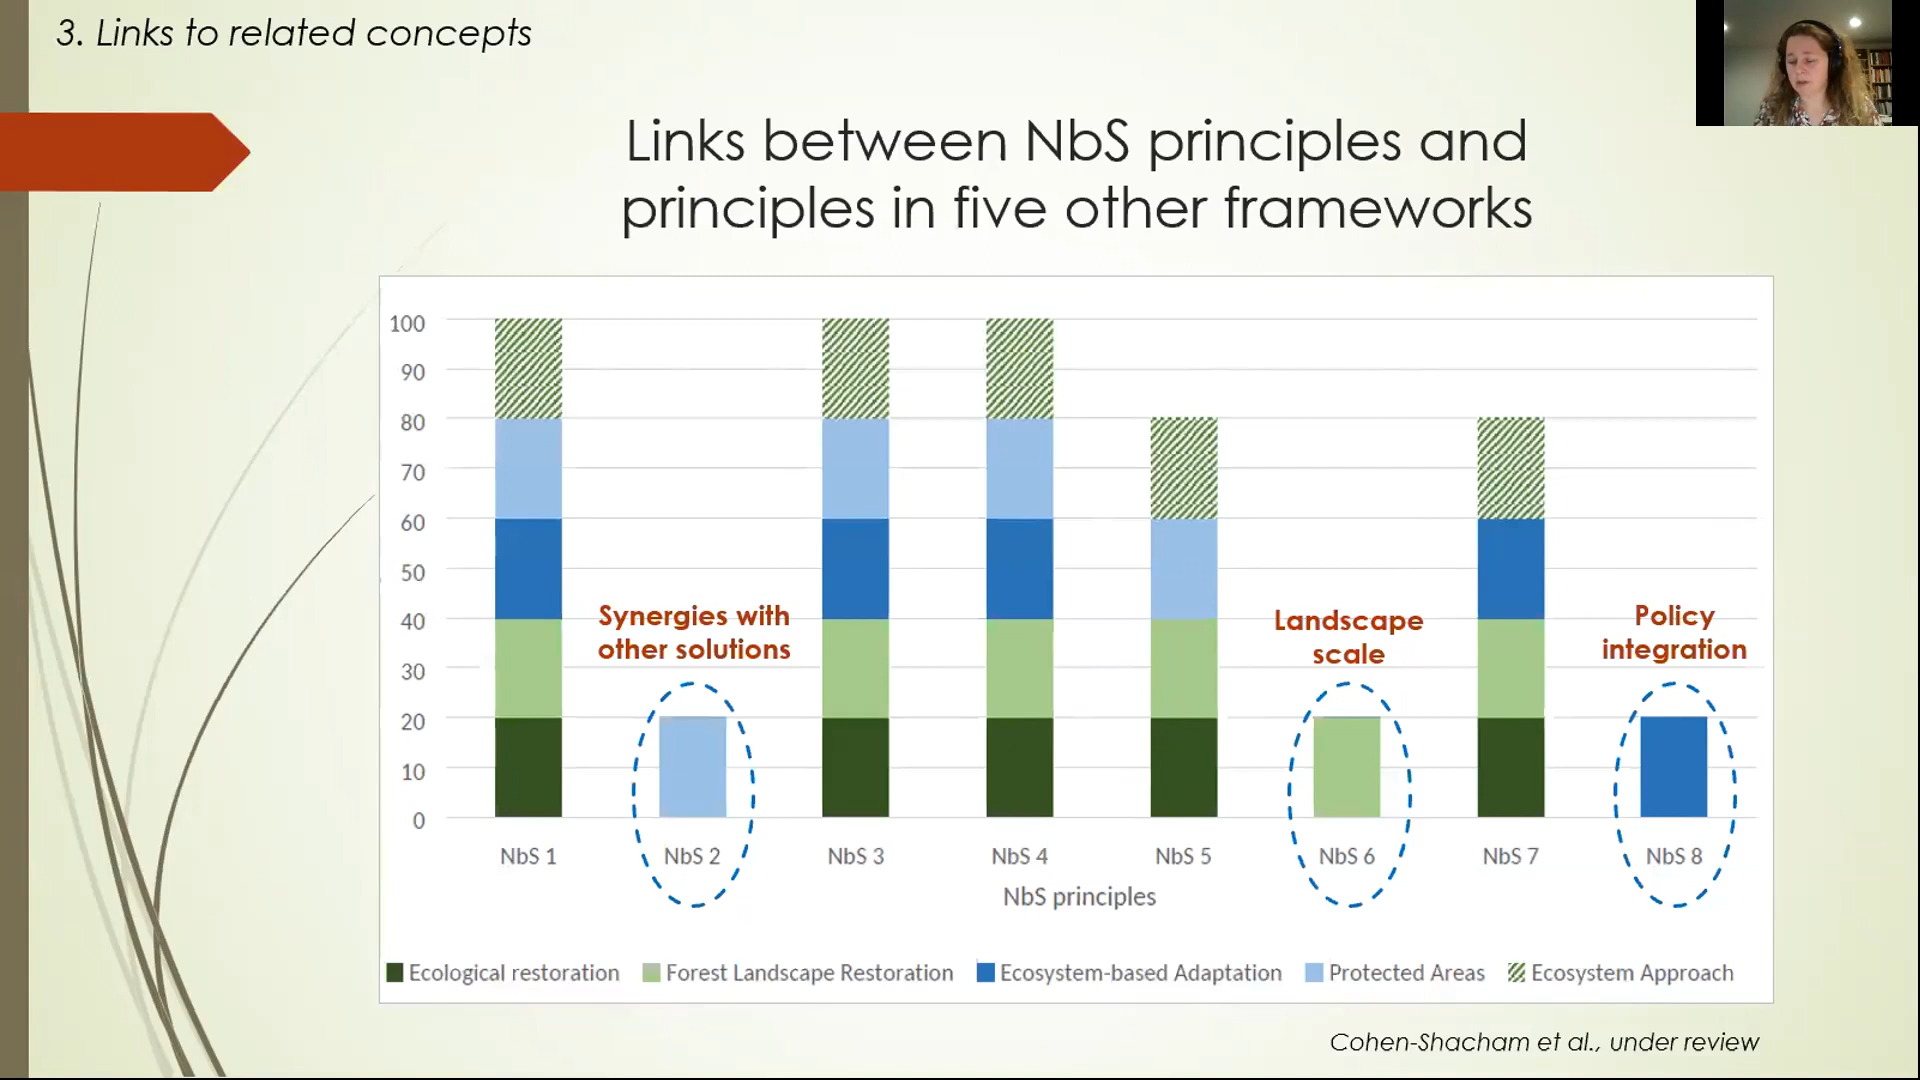 3. Links to related concepts
Links between NbS principles and
principles in five other frameworks
100
90
80
70
60
50
40
30
20
10
0
Synergies with
other solutions
Landscape
scale
Policy
integration
NbS 1 NbS 2 NbS 3 NbS 4 NbS 5 NbS 6 NbS 7 NbS 8
NbS principles
Ecological restoration Forest Landscape Restoration Ecosystem-based Adaptation Protected Areas Ecosystem Approach
Cohen-Shacham et al., under review